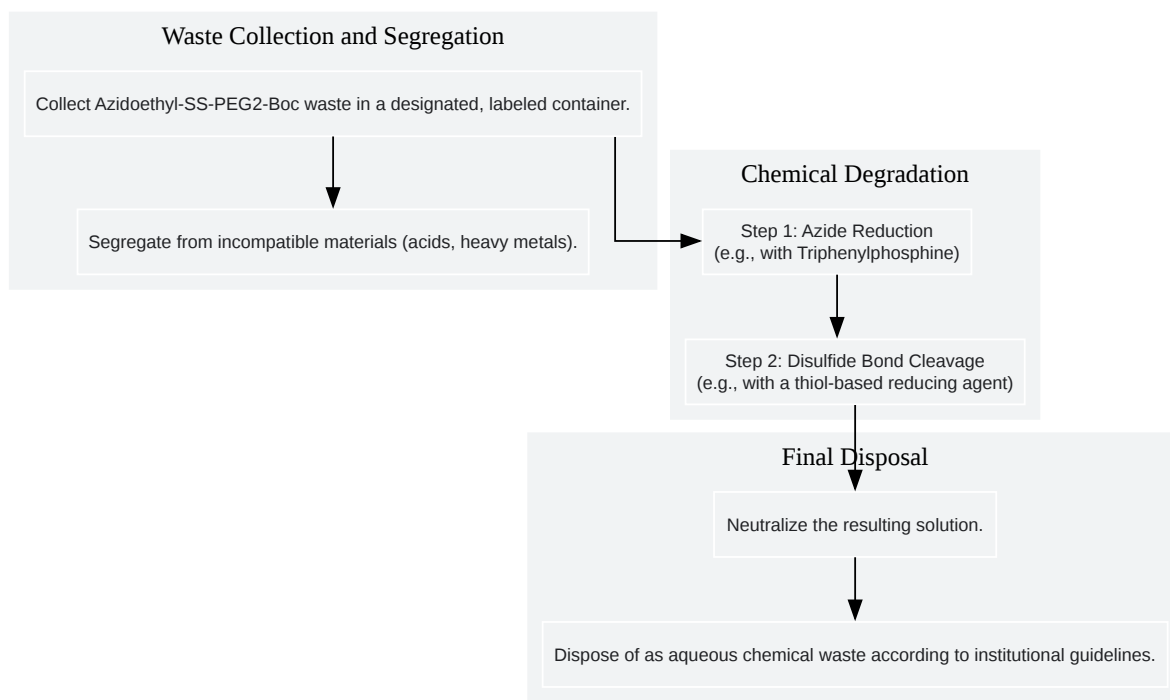 Waste Collection and Segregation
Collect Azidoethyl-SS-PEG2-Boc waste in a designated, labeled container.
Segregate from incompatible materials (acids, heavy metals).
Chemical Degradation
Step 1: Azide Reduction
(e.g., with Triphenylphosphine)
Step 2: Disulfide Bond Cleavage
(e.g., with a thiol-based reducing agent)
Final Disposal
Neutralize the resulting solution.
Dispose of as aqueous chemical waste according to institutional guidelines.